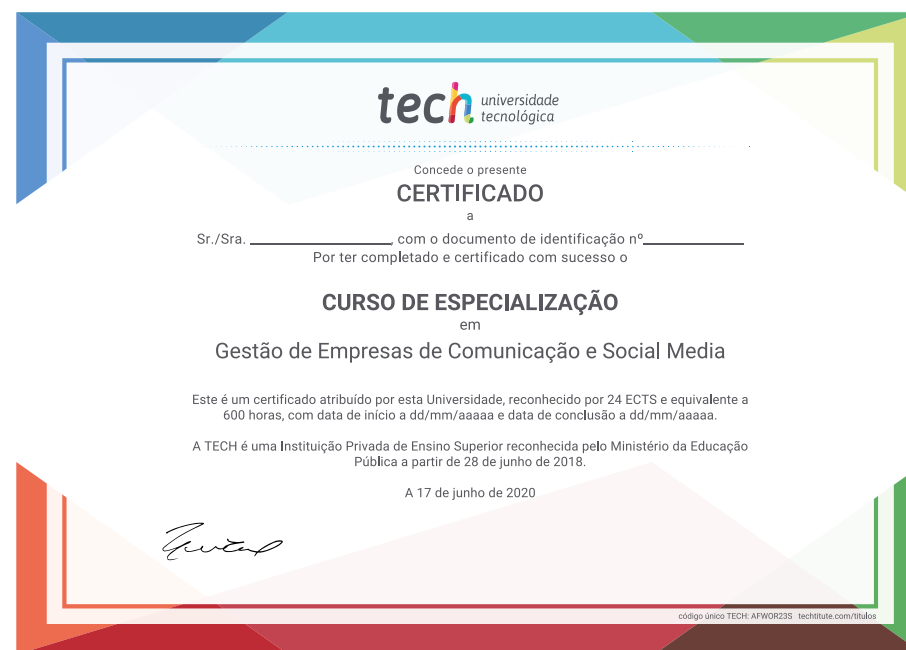 tech universidade
tecnológica
Concede o presente
CERTIFICADO
a
Sr./Sra. ________________, com o documento de identificação nº____________
Por ter completado e certificado com sucesso o
CURSO DE ESPECIALIZAÇÃO
em
Gestão de Empresas de Comunicação e Social Media
Este é um certificado atribuído por esta Universidade, reconhecido por 24 ECTS e equivalente a
600 horas, com data de início a dd/mm/aaaaa e data de conclusão a dd/mm/aaaaa.
A TECH é uma Instituição Privada de Ensino Superior reconhecida pelo Ministério da Educação
Pública a partir de 28 de junho de 2018.
A 17 de junho de 2020
código único TECH: AFWOR23S techtitute.com/titulos